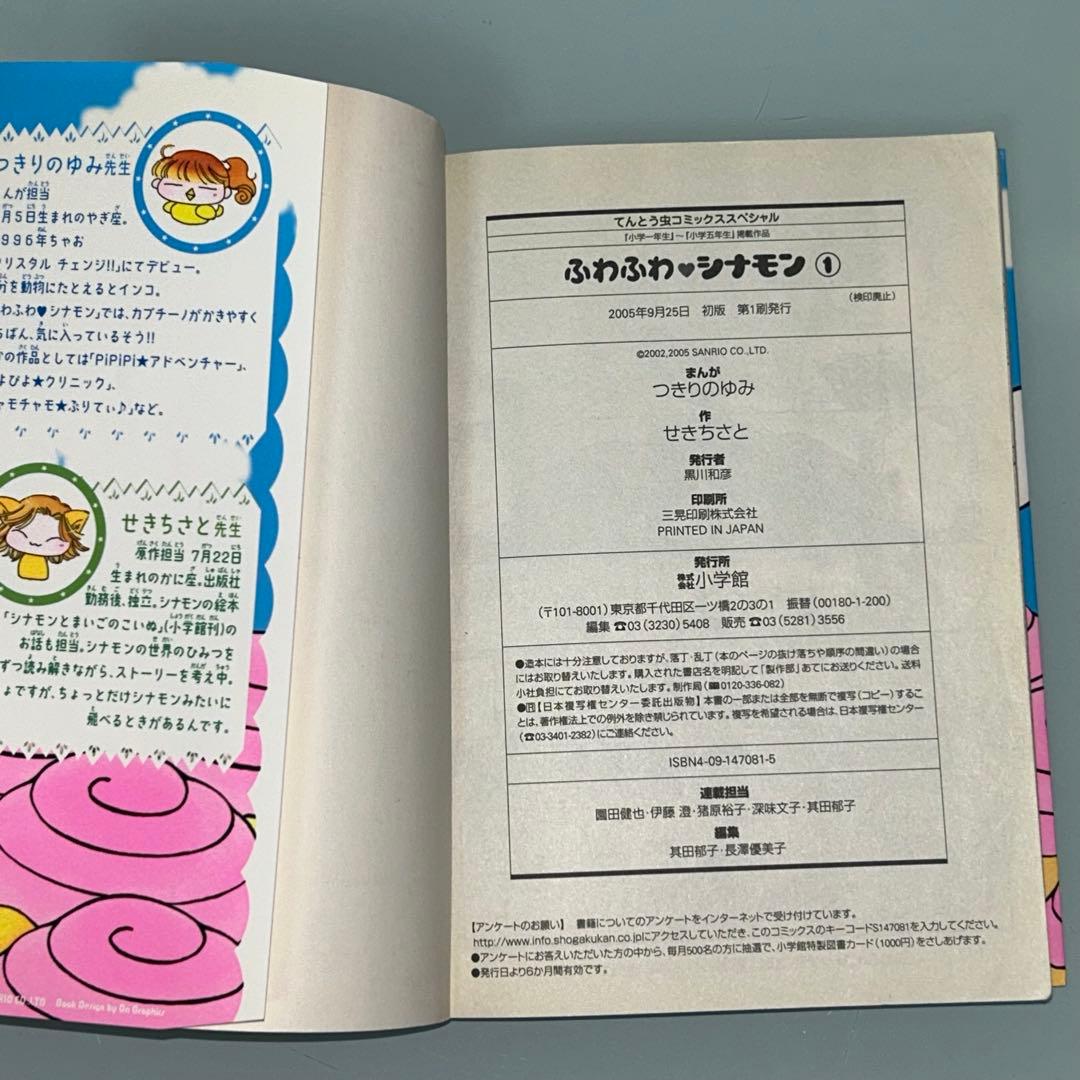 つきりのゆみ先生
んが担当
月5日生まれのやぎ座。
996年ちゃお
リスタル チェンジ!!」にてデビュー。
分を動物にたとえるとインコ。
わふわ♥シナモン」では、カプチーノがかきやすく
ちばん、気に入っているそう!!
かの作品としては「PiPiPi★アドベンチャー」、
よぴよ★クリニック」、
ャモチャモ★ぷりてぃ♪」など。
せきちさと先生
原作担当 7月22日
生まれのかに座。出版社
勤務後、独立。シナモンの絵本
「シナモンとまいごのこいぬ」(小学館刊)の
お話も担当。シナモンの世界のひみつを
ずつ読み解きながら、ストーリーを考え中。
ょですが、ちょっとだけシナモンみたいに
飛べるときがあるんです。
RIO CO.,LTD Book Design by On Graphics
てんとう虫コミックススペシャル
「小学一年生」~「小学五年生」掲載作品
ふわふわ♥シナモン①
(検印廃止)
2005年9月25日 初版 第1刷発行
©2002,2005 SANRIO CO.,LTD.
まんが
つきりのゆみ
作
せきちさと
発行者
黒川和彦
印刷所
三晃印刷株式会社
PRINTED IN JAPAN
発行所
株式会社小学館
(〒101-8001)東京都千代田区一ツ橋2の3の1 振替(00180-1-200)
編集☎03(3230)5408 販売☎03(5281)3556
●造本には十分注意しておりますが、落丁・乱丁(本のページの抜け落ちや順序の間違い)の場合
にはお取り替えいたします。購入された書店名を明記して「製作部」あてにお送りください。送料
小社負担にてお取り替えいたします。制作局(0120-336-082)
●Ⓡ【日本複写権センター委託出版物】本書の一部または全部を無断で複写(コピー)するこ
とは、著作権法上での例外を除き禁じられています。複写を希望される場合は、日本複写権センター
(☎03-3401-2382)にご連絡ください。
ISBN4-09-147081-5
連載担当
園田健也・伊藤 澄・猪原裕子・深味文子・其田郁子
編集
其田郁子・長澤優美子
【アンケートのお願い】 書籍についてのアンケートをインターネットで受け付けています。
http://www.info.shogakukan.co.jpにアクセスしていただき、このコミックスのキーコードS147081を入力してください。
●アンケートにお答えいただいた方の中から、毎月500名の方に抽選で、小学館特製図書カード(1000円)をさしあげます。
●発行日より6か月間有効です。